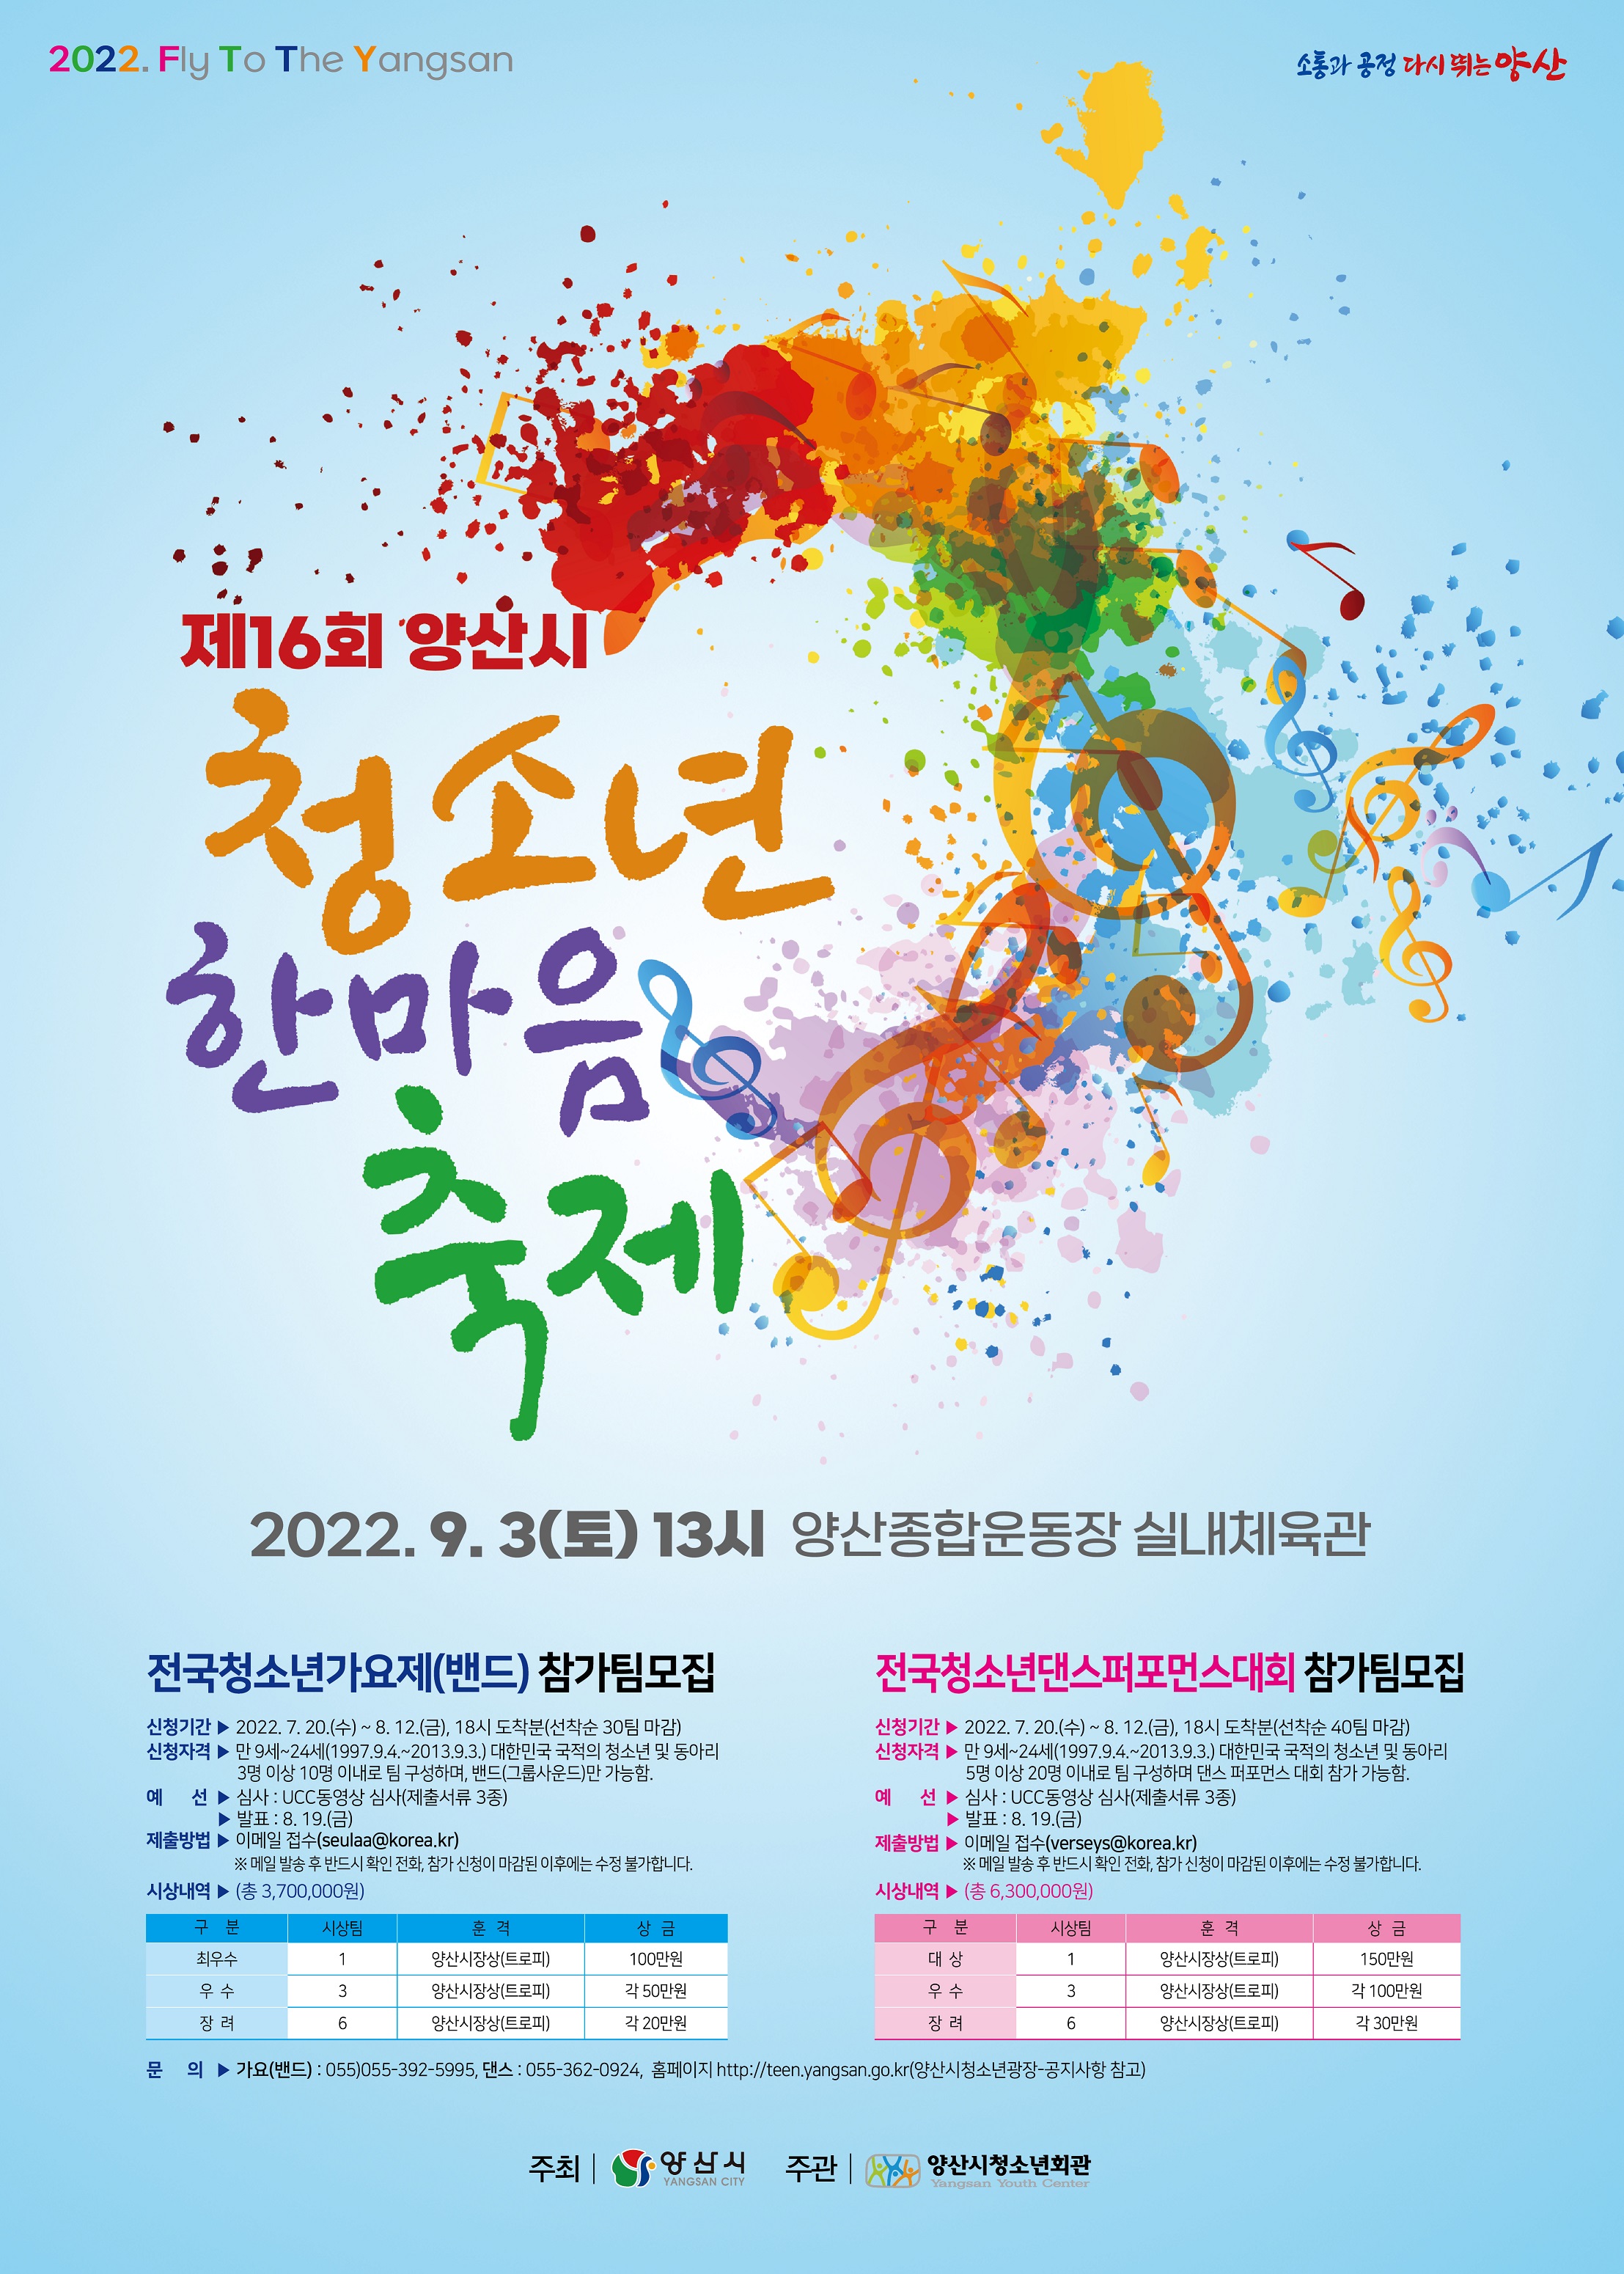 2022. Fly To The Yangsan
소통과 공정 다시 뛰는 양산
제16회 양산시
청소년
한마음
축제
2022. 9. 3(토) 13시 양산종합운동장 실내체육관
전국청소년가요제(밴드) 참가팀모집
신청기간 ▶ 2022. 7. 20.(수) ~ 8. 12.(금), 18시 도착분(선착순 30팀 마감)
신청자격 ▶ 만 9세~24세(1997.9.4.~2013.9.3.) 대한민국 국적의 청소년 및 동아리
3명 이상 10명 이내로 팀 구성하며, 밴드(그룹사운드)만 가능함.
예 선 ▶ 심사 : UCC동영상 심사(제출서류 3종)
▶ 발표 : 8. 19.(금)
제출방법 ▶ 이메일 접수(seulaa@korea.kr)
※ 메일 발송 후 반드시 확인 전화, 참가 신청이 마감된 이후에는 수정 불가합니다.
시상내역 ▶ (총 3,700,000원)
구 분 시상팀 훈 격 상 금
최우수 1 양산시장상(트로피) 100만원
우 수 3 양산시장상(트로피) 각 50만원
장 려 6 양산시장상(트로피) 각 20만원
전국청소년댄스퍼포먼스대회 참가팀모집
신청기간 ▶ 2022. 7. 20.(수) ~ 8. 12.(금), 18시 도착분(선착순 40팀 마감)
신청자격 ▶ 만 9세~24세(1997.9.4.~2013.9.3.) 대한민국 국적의 청소년 및 동아리
5명 이상 20명 이내로 팀 구성하며 댄스 퍼포먼스 대회 참가 가능함.
예 선 ▶ 심사 : UCC동영상 심사(제출서류 3종)
▶ 발표 : 8. 19.(금)
제출방법 ▶ 이메일 접수(verseys@korea.kr)
※ 메일 발송 후 반드시 확인 전화, 참가 신청이 마감된 이후에는 수정 불가합니다.
시상내역 ▶ (총 6,300,000원)
구 분 시상팀 훈 격 상 금
대 상 1 양산시장상(트로피) 150만원
우 수 3 양산시장상(트로피) 각 100만원
장 려 6 양산시장상(트로피) 각 30만원
문 의 ▶ 가요(밴드) : 055)055-392-5995, 댄스 : 055-362-0924, 홈페이지 http://teen.yangsan.go.kr(양산시청소년광장-공지사항 참고)
주최 | 양산시 주관 | 양산시청소년회관
YANGSAN CITY Yangsan Youth Center